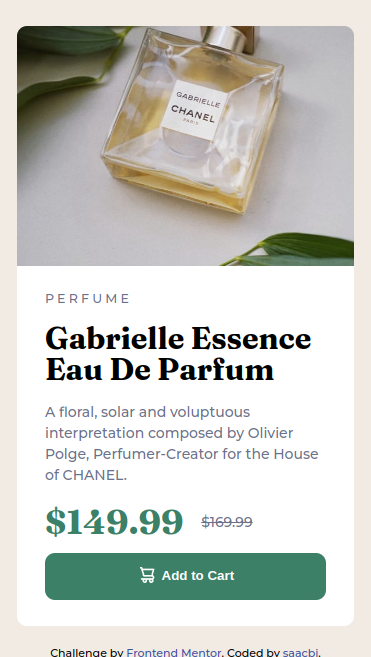 GABRIELLE
CHANEL
PARIS
PERFUME
Gabrielle Essence
Eau De Parfum
A floral, solar and voluptuous
interpretation composed by Olivier
Polge, Perfumer-Creator for the House
of CHANEL.
$149.99 $169.99
Add to Cart
Challenge by Frontend Mentor. Coded by saacbi.